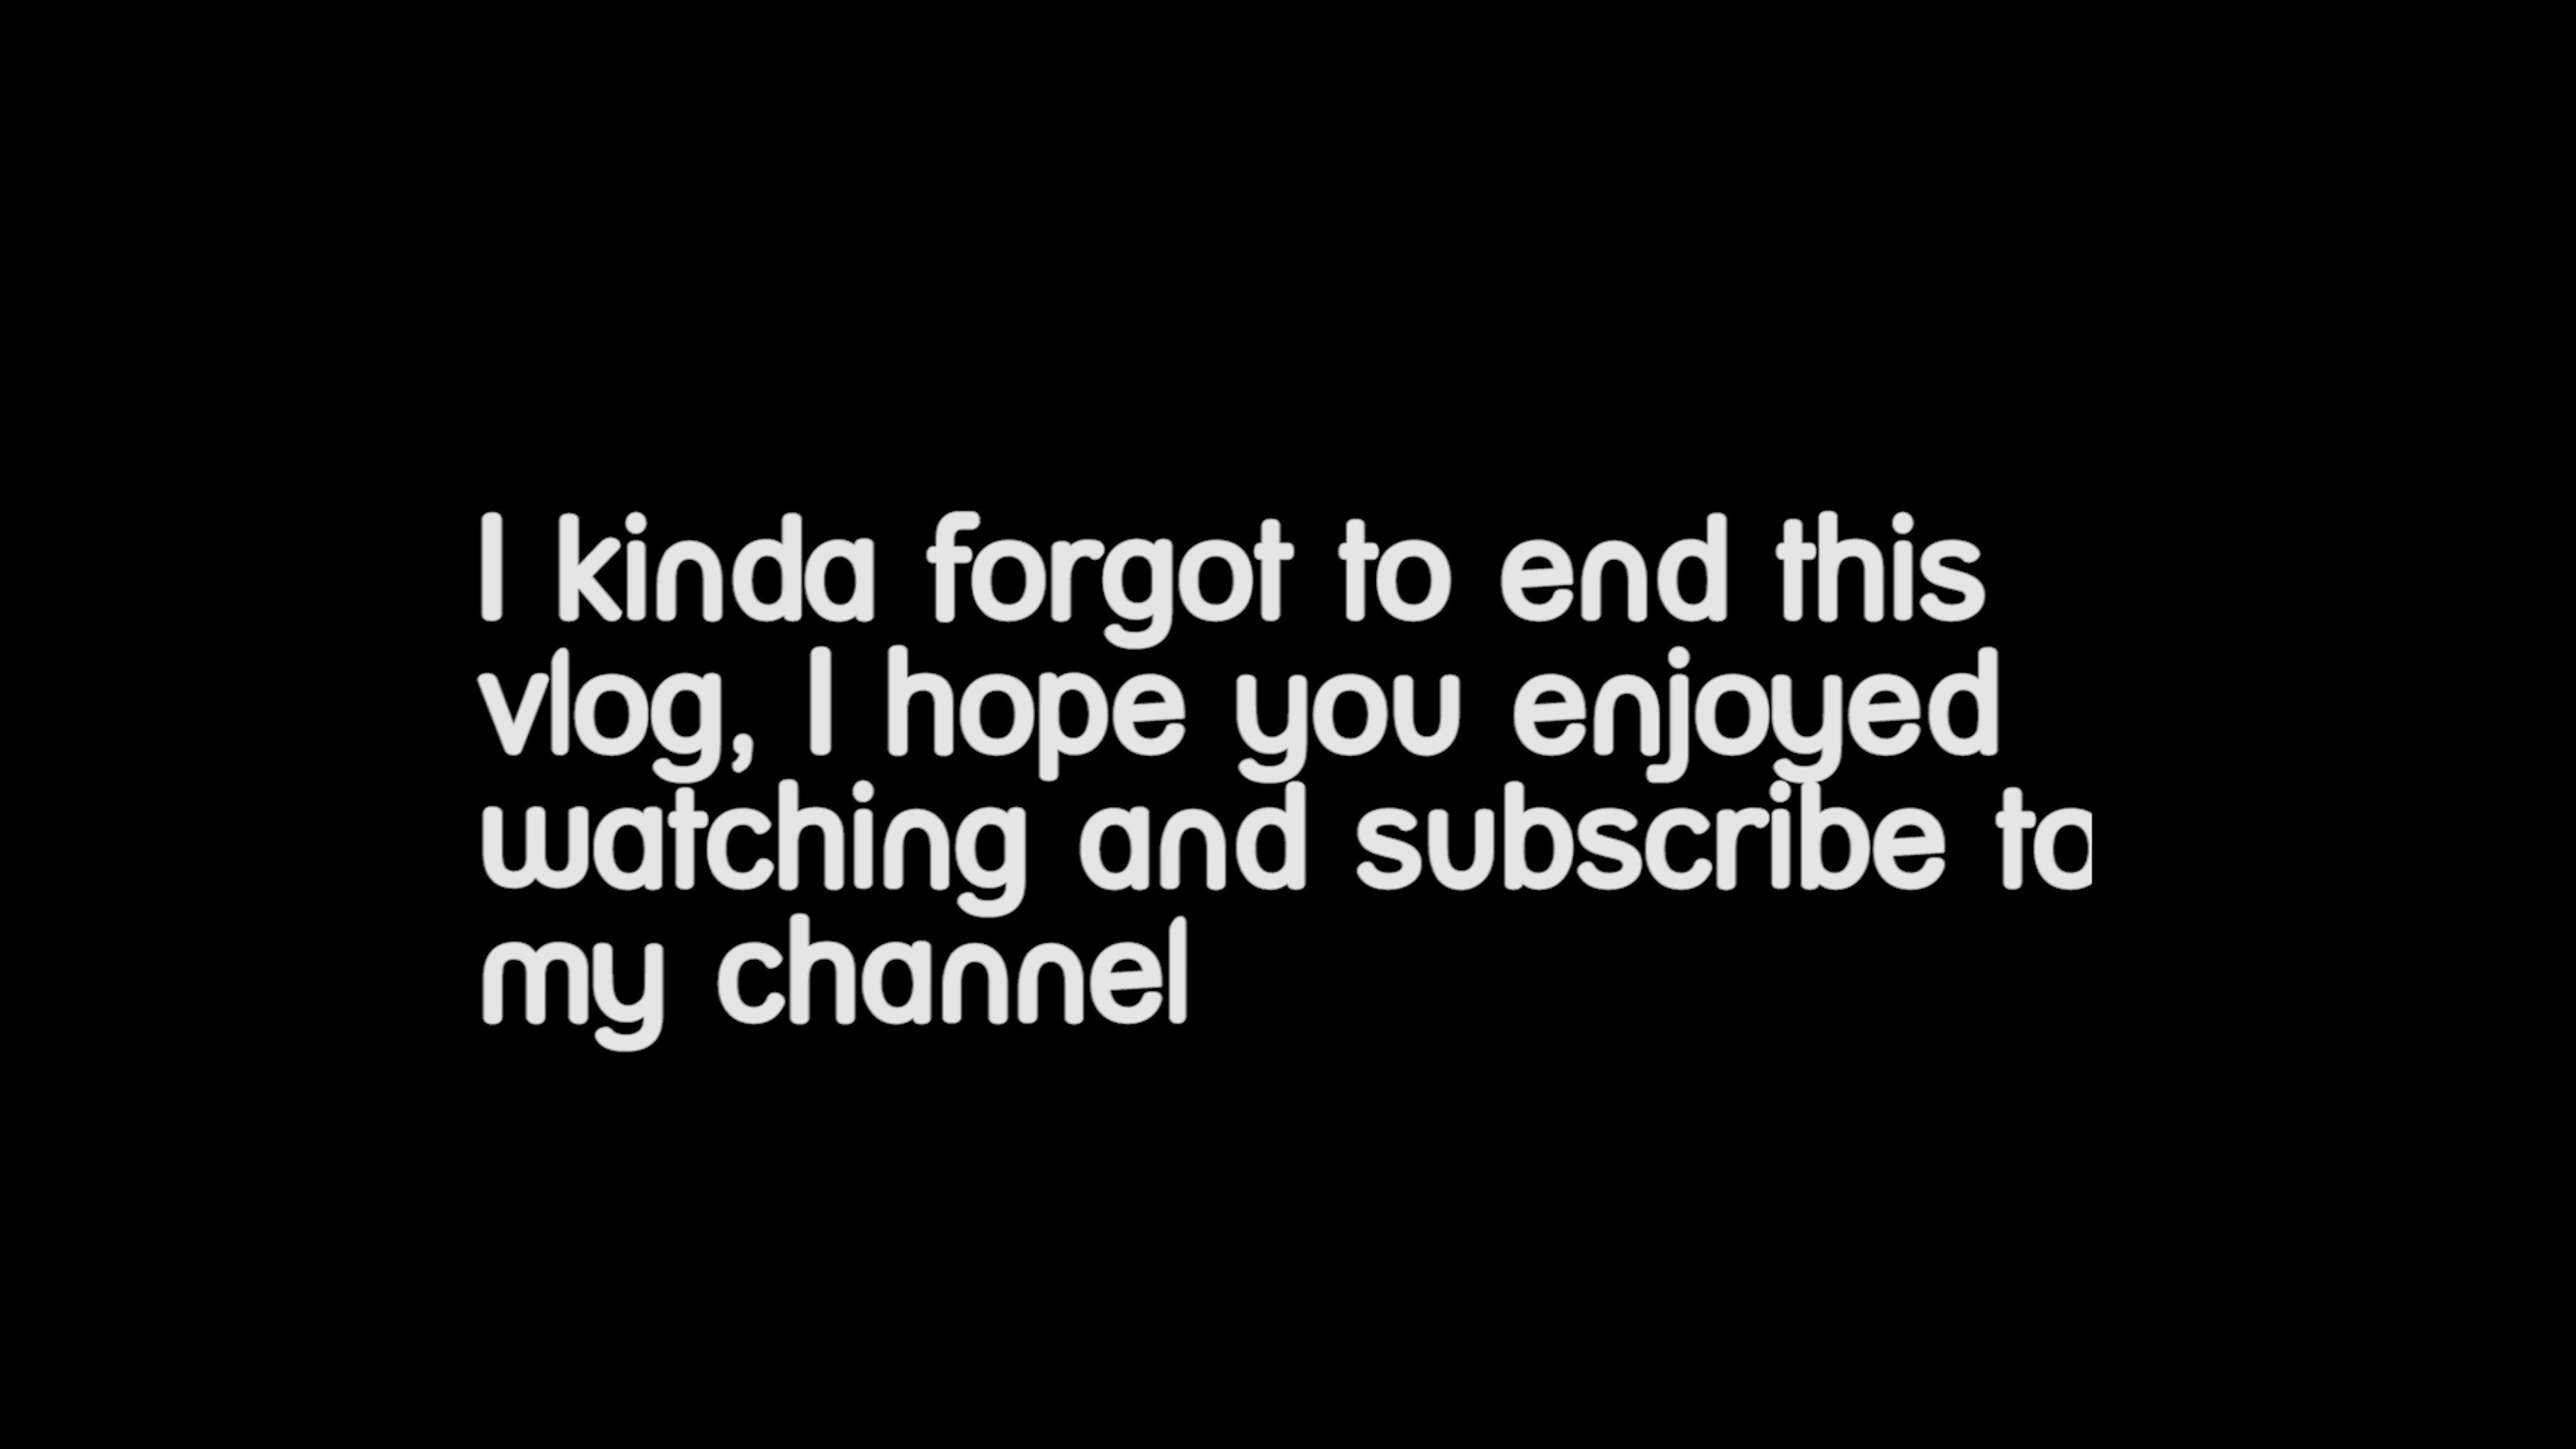 I kinda forgot to end this
vlog, I hope you enjoyed
watching and subscribe to
my channel